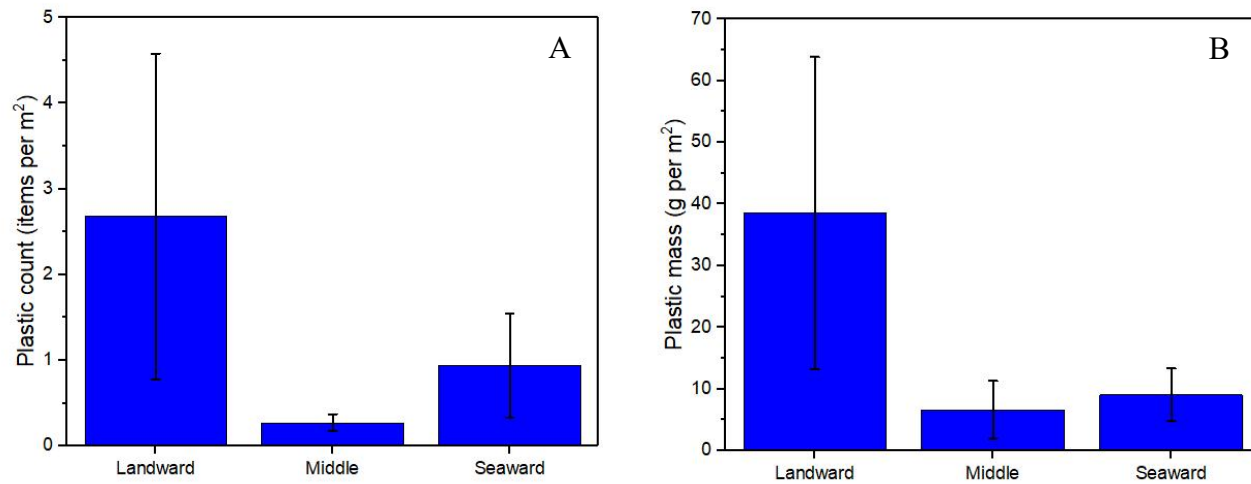 A
Plastic count (items per m²)
5
4
3
2
1
0
Landward Middle Seaward
B
Plastic mass (g per m²)
70
60
50
40
30
20
10
0
Landward Middle Seaward